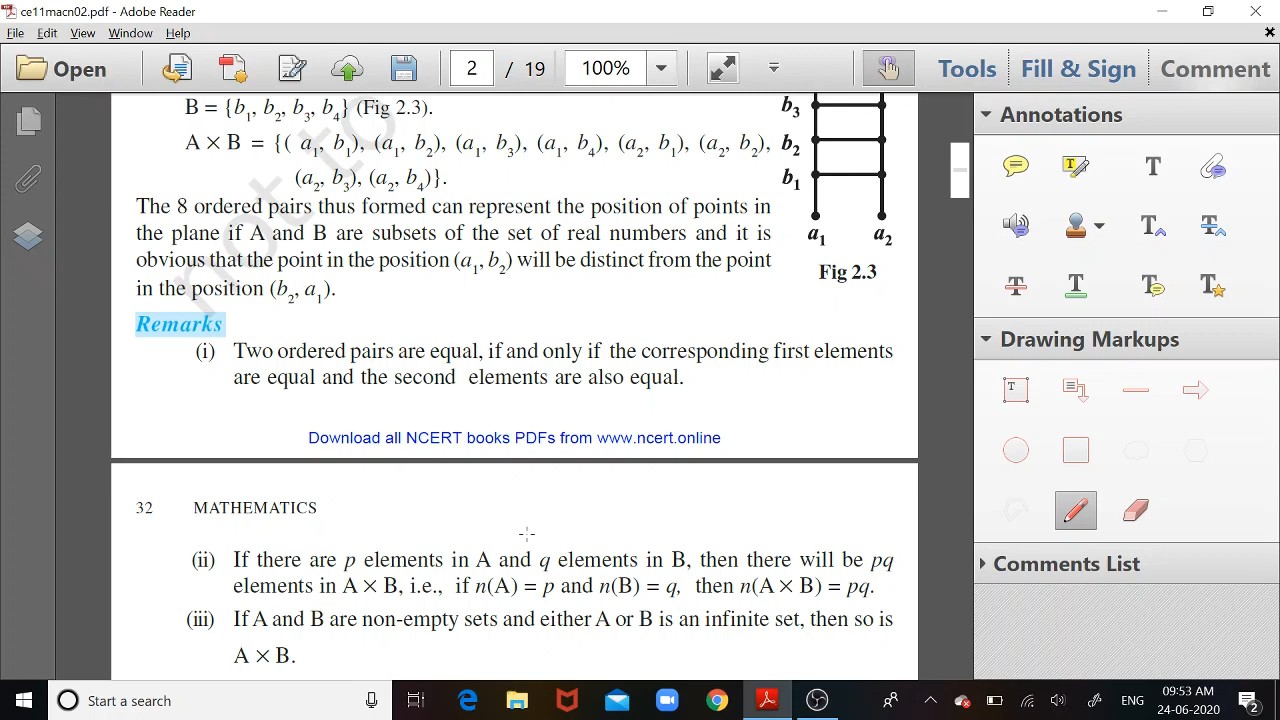 ce11macn02.pdf - Adobe Reader
File Edit View Window Help
Open 2 / 19 100% Tools Fill & Sign Comment
B = {b1, b2, b3, b4} (Fig 2.3).
A × B = {( a1, b1), (a1, b2), (a1, b3), (a1, b4), (a2, b1), (a2, b2),
(a2, b3), (a2, b4)}.
The 8 ordered pairs thus formed can represent the position of points in
the plane if A and B are subsets of the set of real numbers and it is
obvious that the point in the position (a1, b2) will be distinct from the point
in the position (b2, a1).
b3
b2
b1
a1 a2
Fig 2.3
not to
Remarks
(i) Two ordered pairs are equal, if and only if the corresponding first elements
are equal and the second elements are also equal.
Download all NCERT books PDFs from www.ncert.online
32 MATHEMATICS
(ii) If there are p elements in A and q elements in B, then there will be pq
elements in A × B, i.e., if n(A) = p and n(B) = q, then n(A × B) = pq.
(iii) If A and B are non-empty sets and either A or B is an infinite set, then so is
A × B.
Annotations
T T T
T T T
T T T
Drawing Markups
T
Comments List
Start a search
ENG
09:53 AM
24-06-2020
2